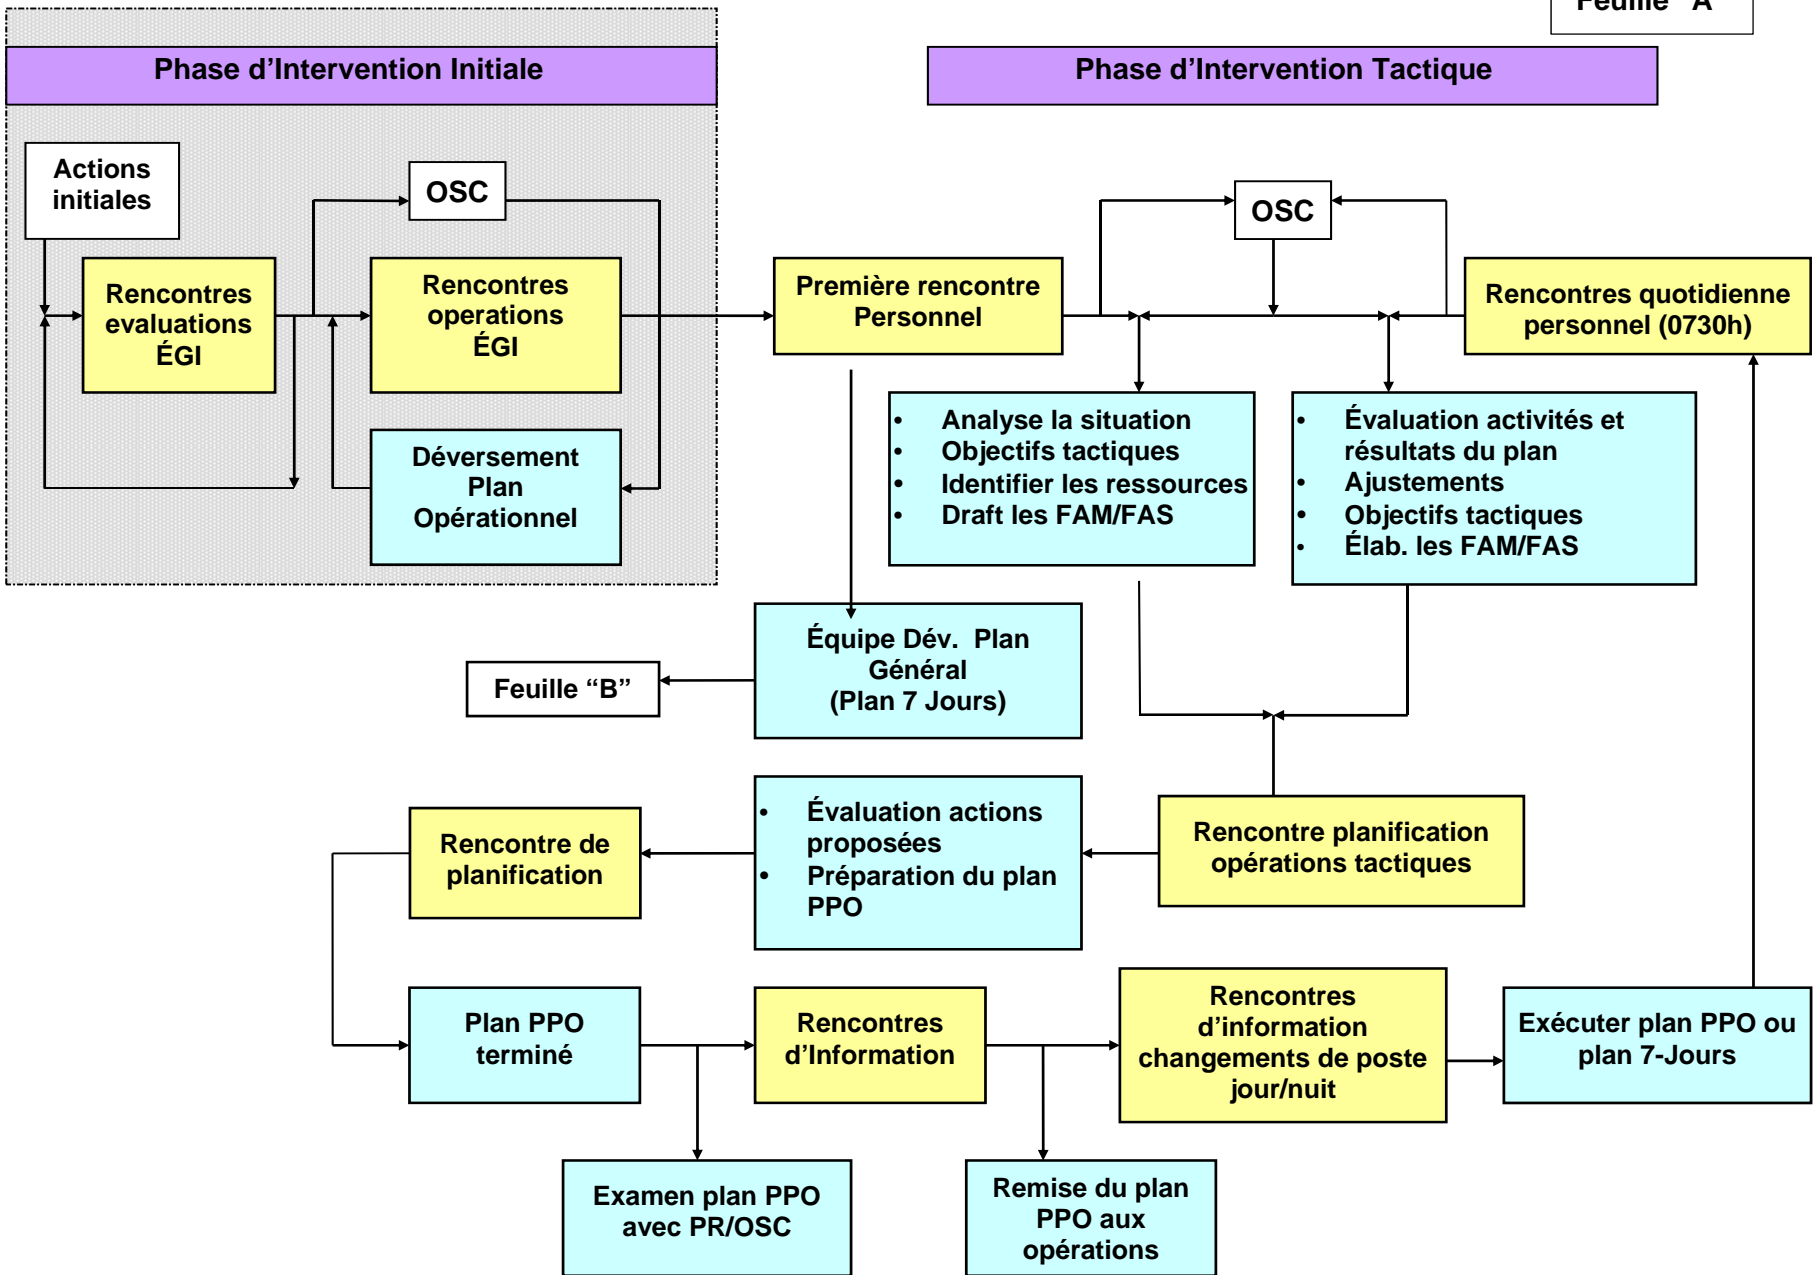 Feuille "A"
Phase d'Intervention Initiale
Phase d'Intervention Tactique
Actions
initiales
OSC
OSC
Rencontres
evaluations
ÉGI
Rencontres
operations
ÉGI
Première rencontre
Personnel
Rencontres quotidienne
personnel (0730h)
Déversement
Plan
Opérationnel
• Analyse la situation
• Objectifs tactiques
• Identifier les ressources
• Draft les FAM/FAS
• Évaluation activités et
résultats du plan
• Ajustements
• Objectifs tactiques
• Élab. les FAM/FAS
Équipe Dév. Plan
Général
(Plan 7 Jours)
Feuille “B”
Rencontre de
planification
• Évaluation actions
proposées
• Préparation du plan
PPO
Rencontre planification
opérations tactiques
Plan PPO
terminé
Rencontres
d'Information
Rencontres
d'information
changements de poste
jour/nuit
Exécuter plan PPO ou
plan 7-Jours
Examen plan PPO
avec PR/OSC
Remise du plan
PPO aux
opérations